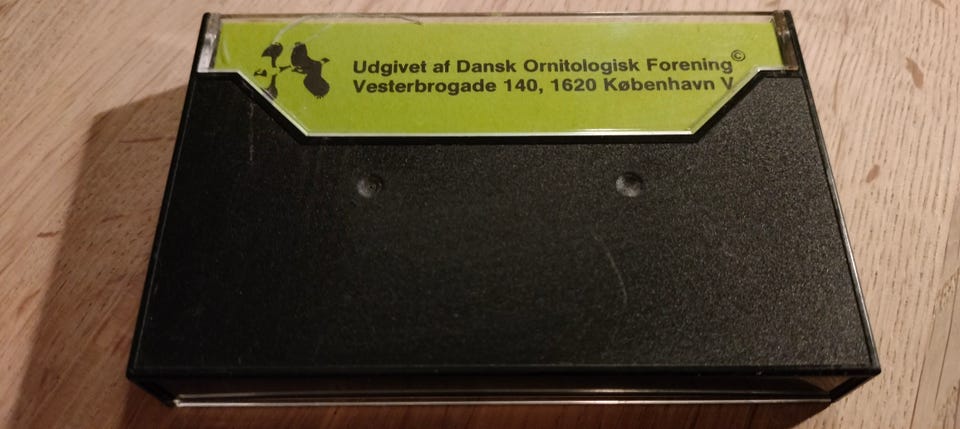 Udgivet af Dansk Ornitologisk Forening©
Vesterbrogade 140, 1620 København V.